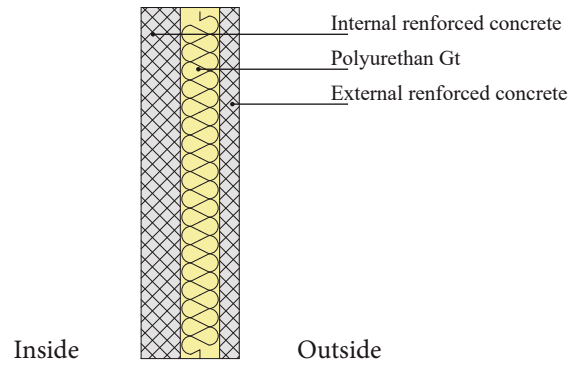 Internal renforced concrete
Polyurethan Gt
External renforced concrete
Inside
Outside